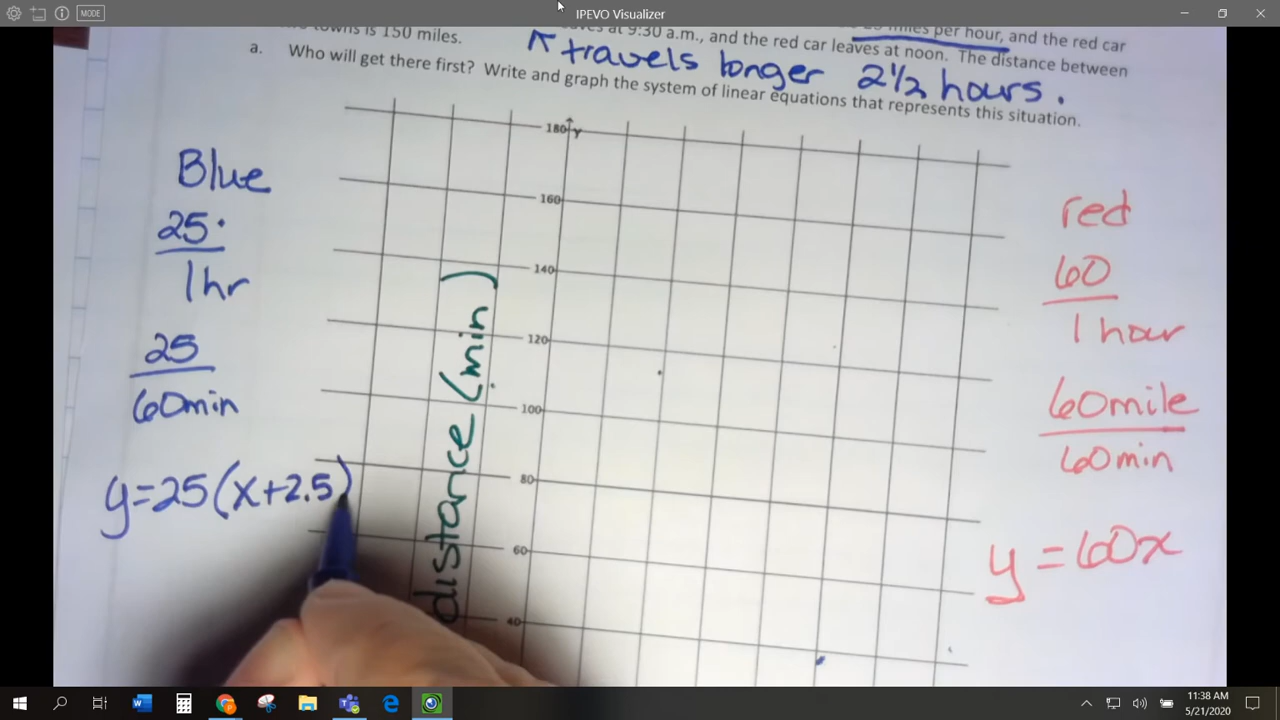 MODE
IPEVO Visualizer
towns is 150 miles.
miles per hour, and the red car
at 9:30 a.m., and the red car leaves at noon. The distance between
travels longer 2 1/2 hours.
a. Who will get there first? Write and graph the system of linear equations that represents this situation.
180
y
160
140
120
100
80
60
40
distance (min)
Blue
25
1hr
25
60min
y=25(x+2.5)
red
60
1 hour
60mile
60min
y=60x
11:38 AM
5/21/2020